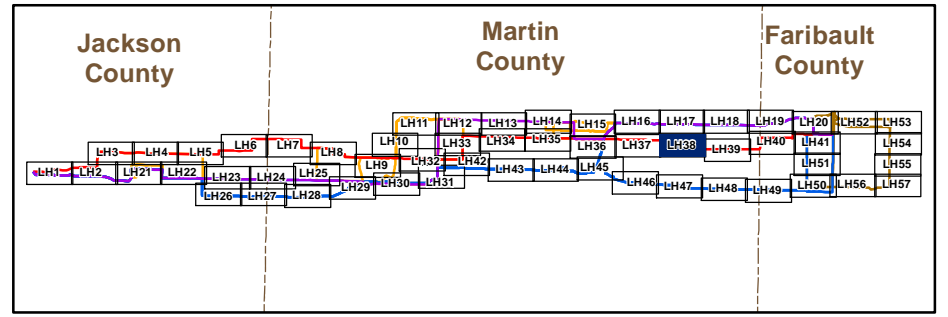 Jackson
County
Martin
County
Faribault
County
LH11 LH12 LH13 LH14 LH15 LH16 LH17 LH18 LH19 LH20 LH52 LH53
LH3 LH4 LH5 LH6 LH7 LH8 LH10 LH33 LH34 LH35 LH36 LH37 LH38 LH39 LH40 LH41 LH54
LH1 LH2 LH21 LH22 LH23 LH24 LH25 LH9 LH32 LH42 LH43 LH44 LH45 LH51 LH55
LH26 LH27 LH28 LH29 LH30 LH31 LH46 LH47 LH48 LH49 LH50 LH56 LH57